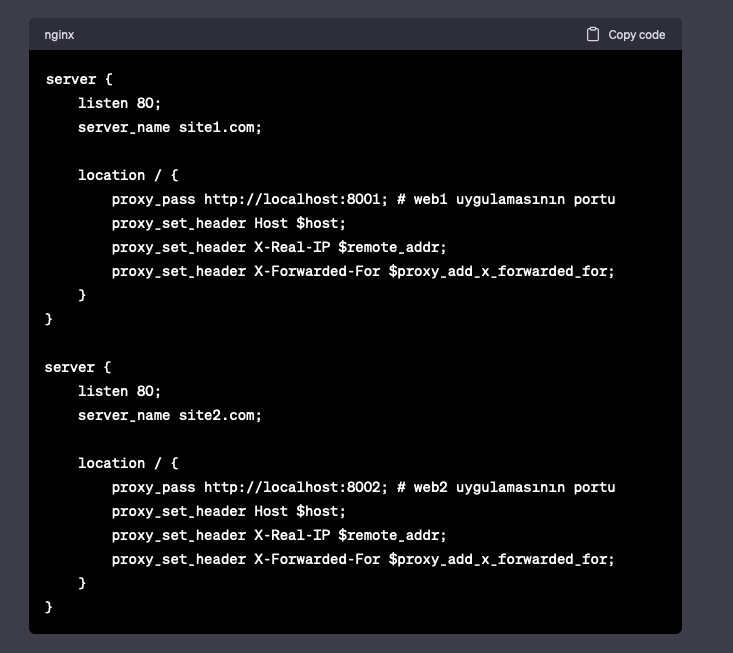 nginx
Copy code
server {
    listen 80;
    server_name site1.com;

    location / {
        proxy_pass http://localhost:8001; # web1 uygulamasının portu
        proxy_set_header Host $host;
        proxy_set_header X-Real-IP $remote_addr;
        proxy_set_header X-Forwarded-For $proxy_add_x_forwarded_for;
    }
}

server {
    listen 80;
    server_name site2.com;

    location / {
        proxy_pass http://localhost:8002; # web2 uygulamasının portu
        proxy_set_header Host $host;
        proxy_set_header X-Real-IP $remote_addr;
        proxy_set_header X-Forwarded-For $proxy_add_x_forwarded_for;
    }
}